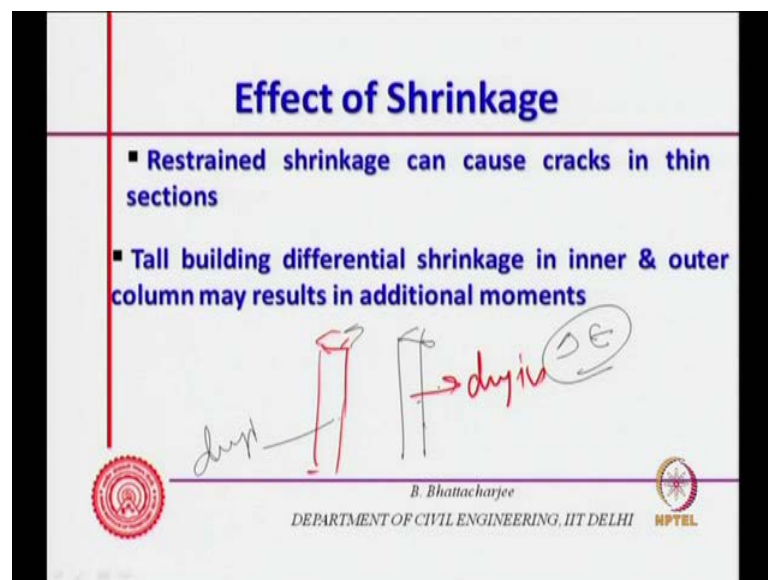 Effect of Shrinkage
▪ Restrained shrinkage can cause cracks in thin
sections
▪ Tall building differential shrinkage in inner & outer
column may results in additional moments
Δ ε
B. Bhattacharjee
DEPARTMENT OF CIVIL ENGINEERING, IIT DELHI
NPTEL